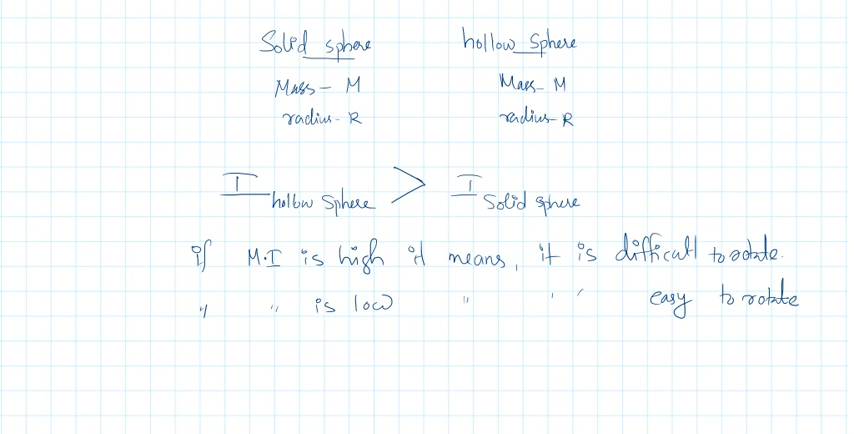 Solid sphere hollow Sphere
Mass - M Mass - M
radius - R radius - R
I hollow Sphere > I Solid sphere
if M.I is high it means, it is difficult to rotate.
" " is low " " " easy to rotate